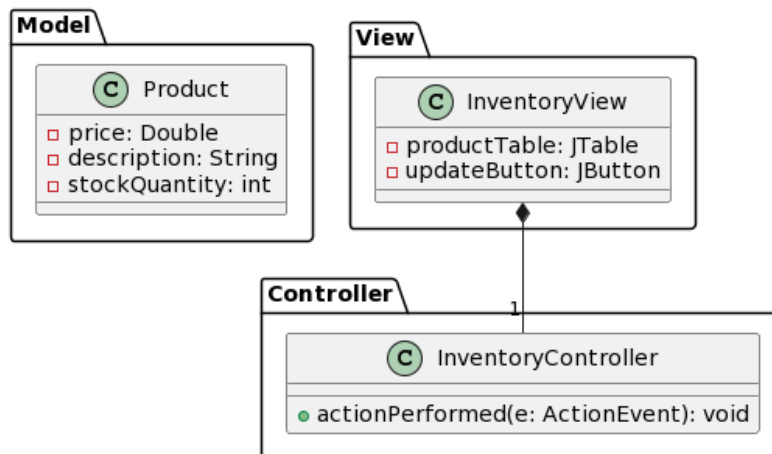 Model
C Product
price: Double
description: String
stockQuantity: int
View
C InventoryView
productTable: JTable
updateButton: JButton
1
Controller
C InventoryController
actionPerformed(e: ActionEvent): void